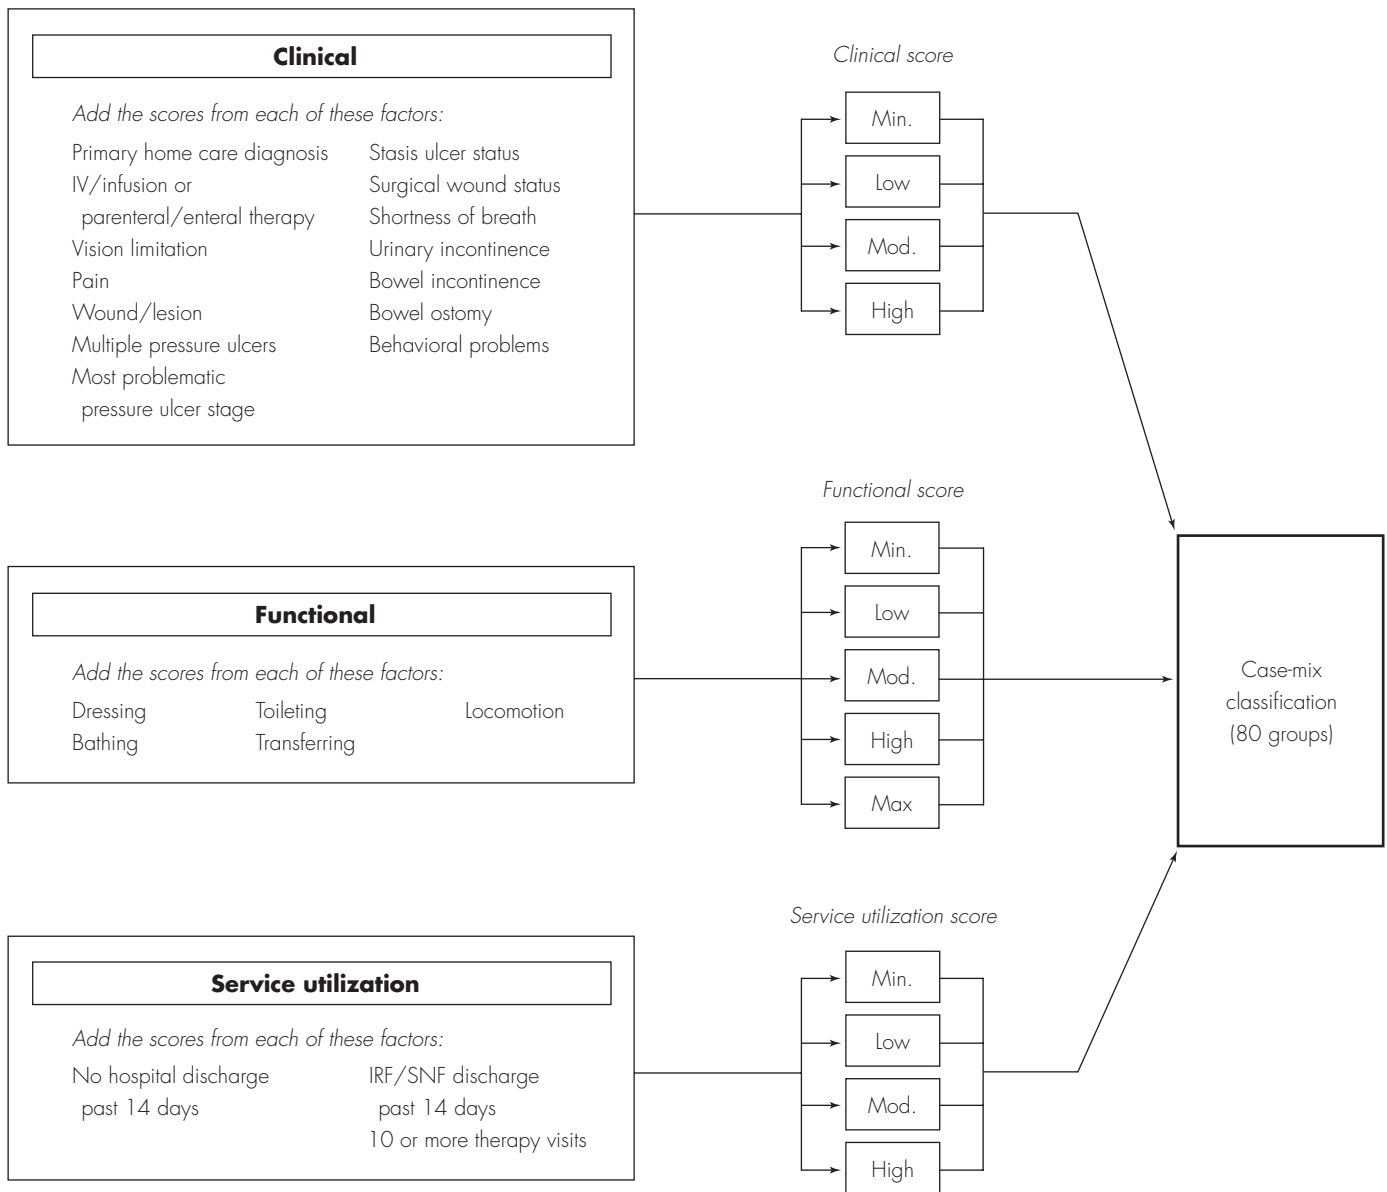 Clinical
Add the scores from each of these factors:
Primary home care diagnosis
IV/infusion or
parenteral/enteral therapy
Vision limitation
Pain
Wound/lesion
Multiple pressure ulcers
Most problematic
pressure ulcer stage
Stasis ulcer status
Surgical wound status
Shortness of breath
Urinary incontinence
Bowel incontinence
Bowel ostomy
Behavioral problems
Clinical score
Min.
Low
Mod.
High
Functional
Add the scores from each of these factors:
Dressing
Bathing
Toileting
Transferring
Locomotion
Functional score
Min.
Low
Mod.
High
Max
Service utilization
Add the scores from each of these factors:
No hospital discharge
past 14 days
IRF/SNF discharge
past 14 days
10 or more therapy visits
Service utilization score
Min.
Low
Mod.
High
Case-mix
classification
(80 groups)